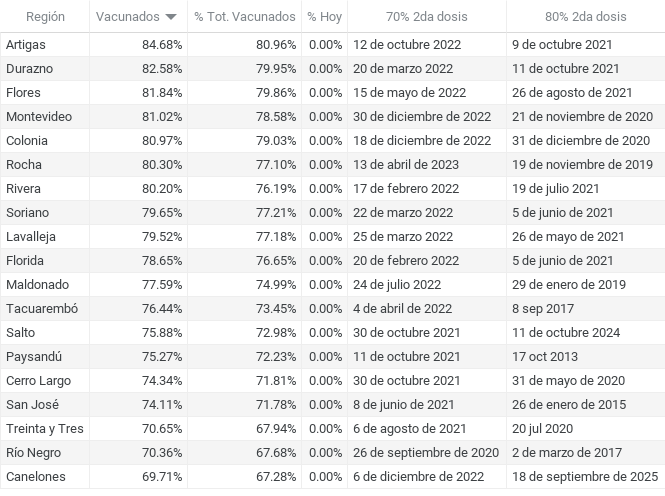 Región Vacunados % Tot. Vacunados % Hoy 70% 2da dosis 80% 2da dosis
Artigas 84.68% 80.96% 0.00% 12 de octubre 2022 9 de octubre 2021
Durazno 82.58% 79.95% 0.00% 20 de marzo 2022 11 de octubre 2021
Flores 81.84% 79.86% 0.00% 15 de mayo de 2022 26 de agosto de 2021
Montevideo 81.02% 78.58% 0.00% 30 de diciembre de 2022 21 de noviembre de 2020
Colonia 80.97% 79.03% 0.00% 18 de diciembre de 2022 31 de diciembre de 2020
Rocha 80.30% 77.10% 0.00% 13 de abril de 2023 19 de noviembre de 2019
Rivera 80.20% 76.19% 0.00% 17 de febrero 2022 19 de julio 2021
Soriano 79.65% 77.21% 0.00% 22 de marzo 2022 5 de junio de 2021
Lavalleja 79.52% 77.18% 0.00% 25 de marzo 2022 26 de mayo de 2021
Florida 78.65% 76.65% 0.00% 20 de febrero 2022 5 de junio de 2021
Maldonado 77.59% 74.99% 0.00% 24 de julio 2022 29 de enero de 2019
Tacuarembó 76.44% 73.45% 0.00% 4 de abril de 2022 8 sep 2017
Salto 75.88% 72.98% 0.00% 30 de octubre 2021 11 de octubre 2024
Paysandú 75.27% 72.23% 0.00% 11 de octubre 2021 17 oct 2013
Cerro Largo 74.34% 71.81% 0.00% 30 de octubre 2021 31 de mayo de 2020
San José 74.11% 71.78% 0.00% 8 de junio de 2021 26 de enero de 2015
Treinta y Tres 70.65% 67.94% 0.00% 6 de agosto de 2021 20 jul 2020
Río Negro 70.36% 67.68% 0.00% 26 de septiembre de 2020 2 de marzo de 2017
Canelones 69.71% 67.28% 0.00% 6 de diciembre de 2022 18 de septiembre de 2025